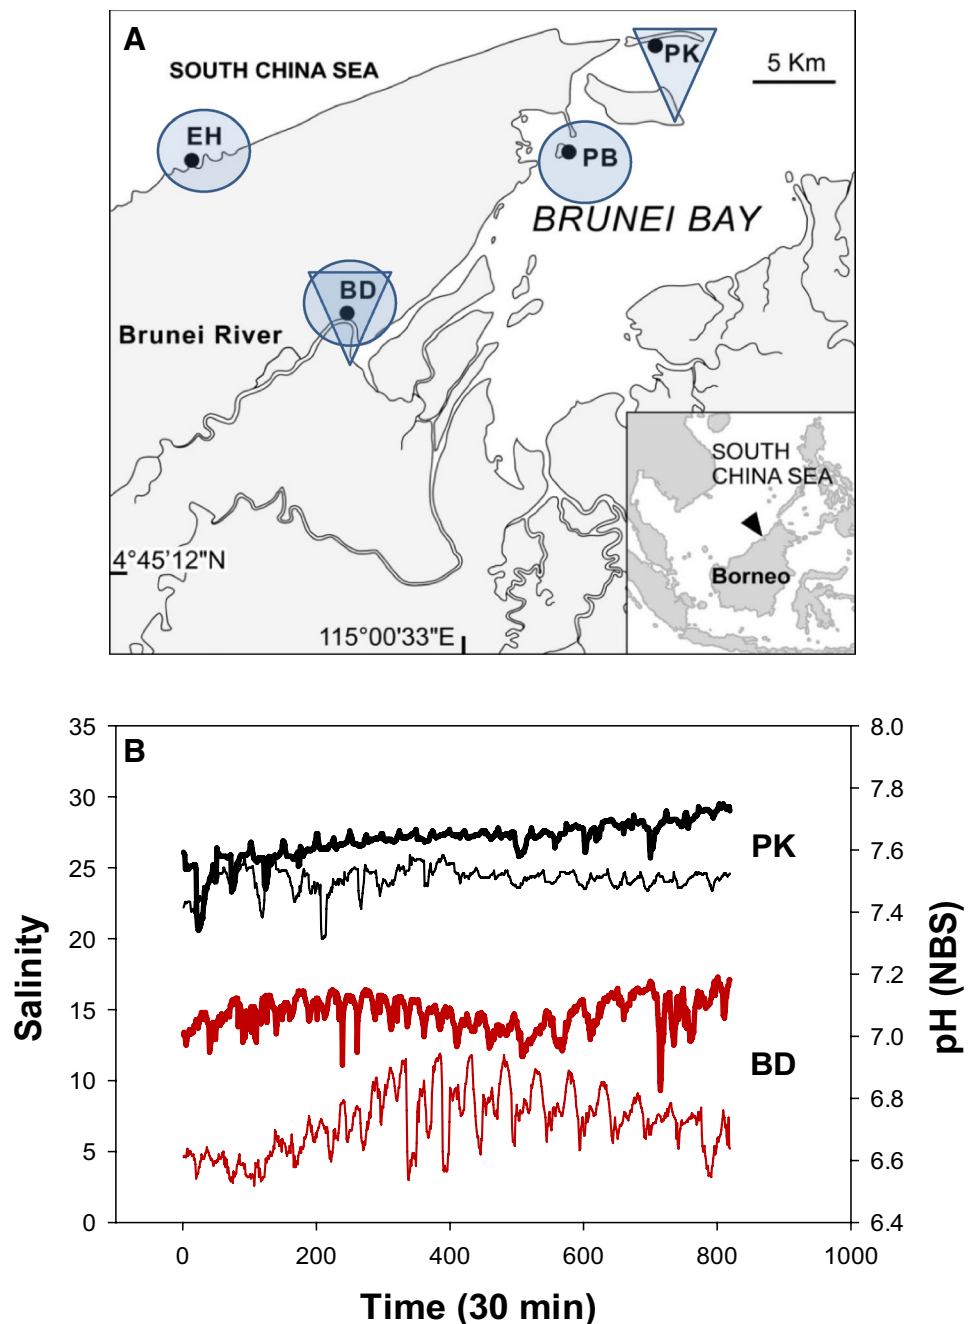 A
SOUTH CHINA SEA
PK
5 Km
EH
PB
BRUNEI BAY
BD
Brunei River
SOUTH
CHINA SEA
4°45'12"N
Borneo
115°00'33"E
B
35
30
25
20
15
10
5
0
Salinity
8.0
7.8
7.6
7.4
7.2
7.0
6.8
6.6
6.4
pH (NBS)
PK
BD
0 200 400 600 800 1000
Time (30 min)